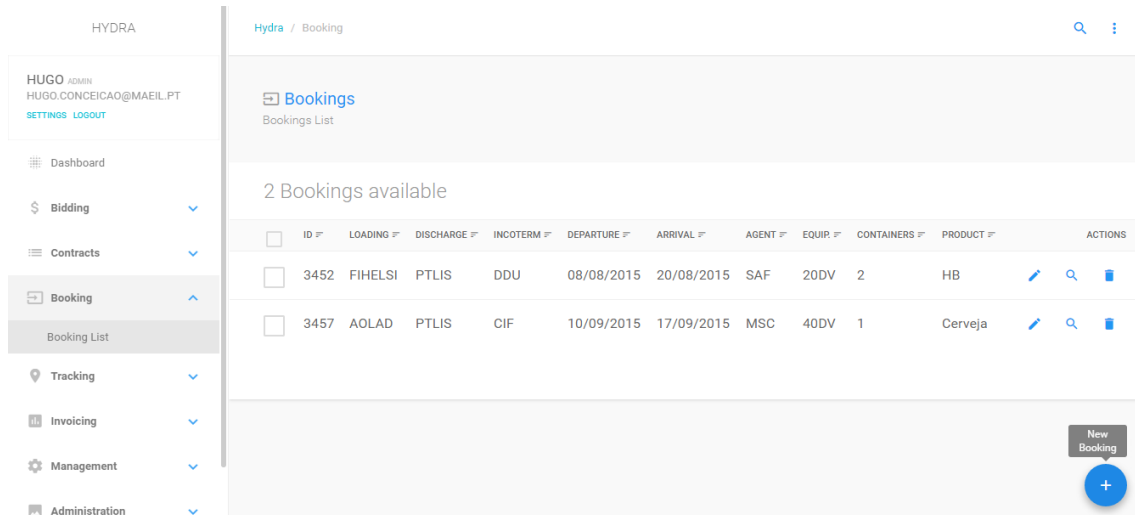 HYDRA
HUGO ADMIN
HUGO.CONCEICAO@MAEIL.PT
SETTINGS LOGOUT
Dashboard
Bidding
Contracts
Booking
Booking List
Tracking
Invoicing
Management
Administration
Hydra / Booking
Bookings
Bookings List
2 Bookings available
ID LOADING DISCHARGE INCOTERM DEPARTURE ARRIVAL AGENT EQUIP. CONTAINERS PRODUCT ACTIONS
3452 FIHELSI PTLIS DDU 08/08/2015 20/08/2015 SAF 20DV 2 HB
3457 AOLAD PTLIS CIF 10/09/2015 17/09/2015 MSC 40DV 1 Cerveja
New
Booking